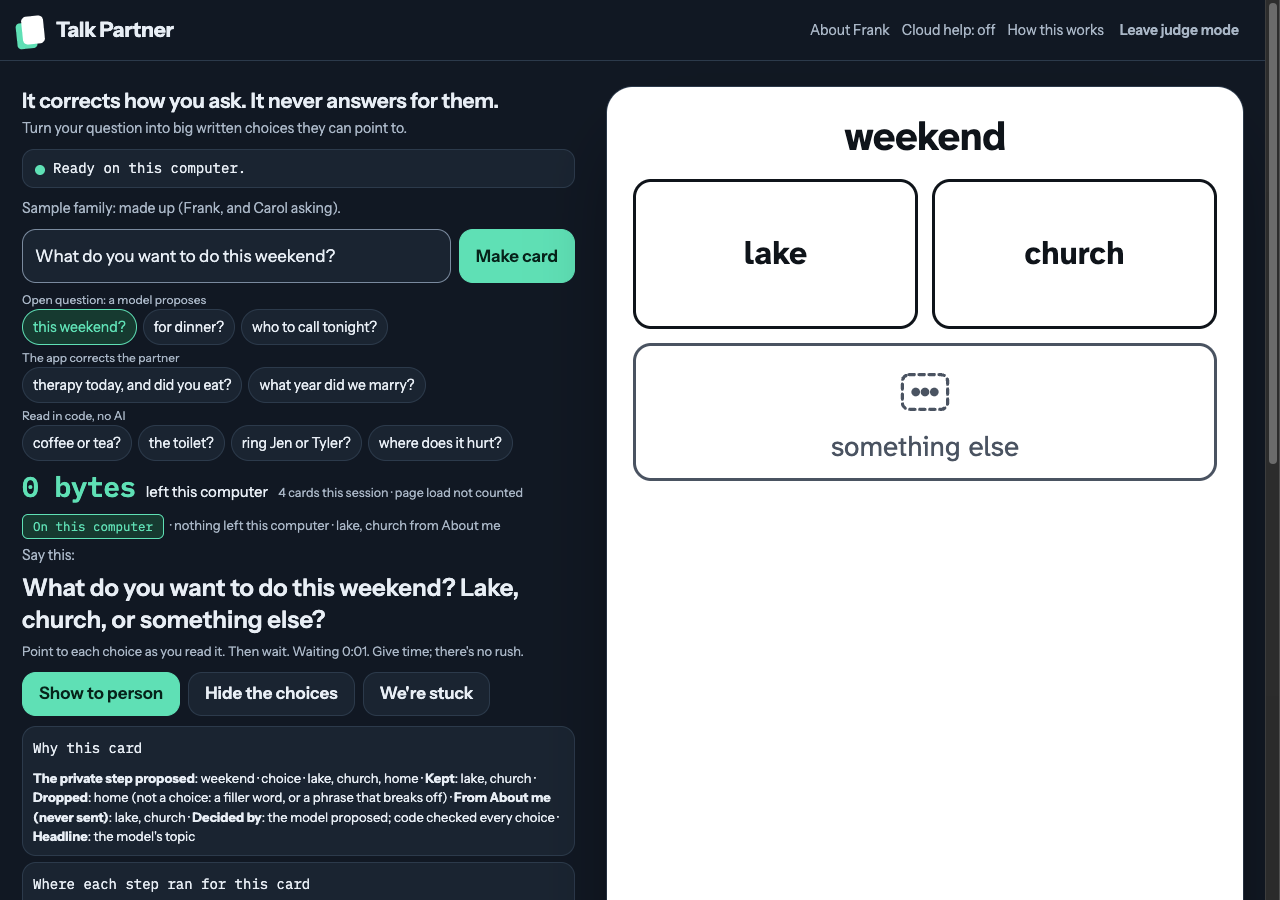 Talk Partner
About Frank
Cloud help: off
How this works
Leave judge mode
It corrects how you ask. It never answers for them.
Turn your question into big written choices they can point to.
Ready on this computer.
Sample family: made up (Frank, and Carol asking).
What do you want to do this weekend?
Make card
Open question: a model proposes
this weekend?
for dinner?
who to call tonight?
The app corrects the partner
therapy today, and did you eat?
what year did we marry?
Read in code, no AI
coffee or tea?
the toilet?
ring Jen or Tyler?
where does it hurt?
0 bytes left this computer 4 cards this session · page load not counted
On this computer · nothing left this computer · lake, church from About me
Say this:
What do you want to do this weekend? Lake,
church, or something else?
Point to each choice as you read it. Then wait. Waiting 0:01. Give time; there's no rush.
Show to person
Hide the choices
We're stuck
Why this card
The private step proposed: weekend · choice · lake, church, home · Kept: lake, church ·
Dropped: home (not a choice: a filler word, or a phrase that breaks off) · From About me
(never sent): lake, church · Decided by: the model proposed; code checked every choice ·
Headline: the model's topic
Where each step ran for this card
weekend
lake
church
something else